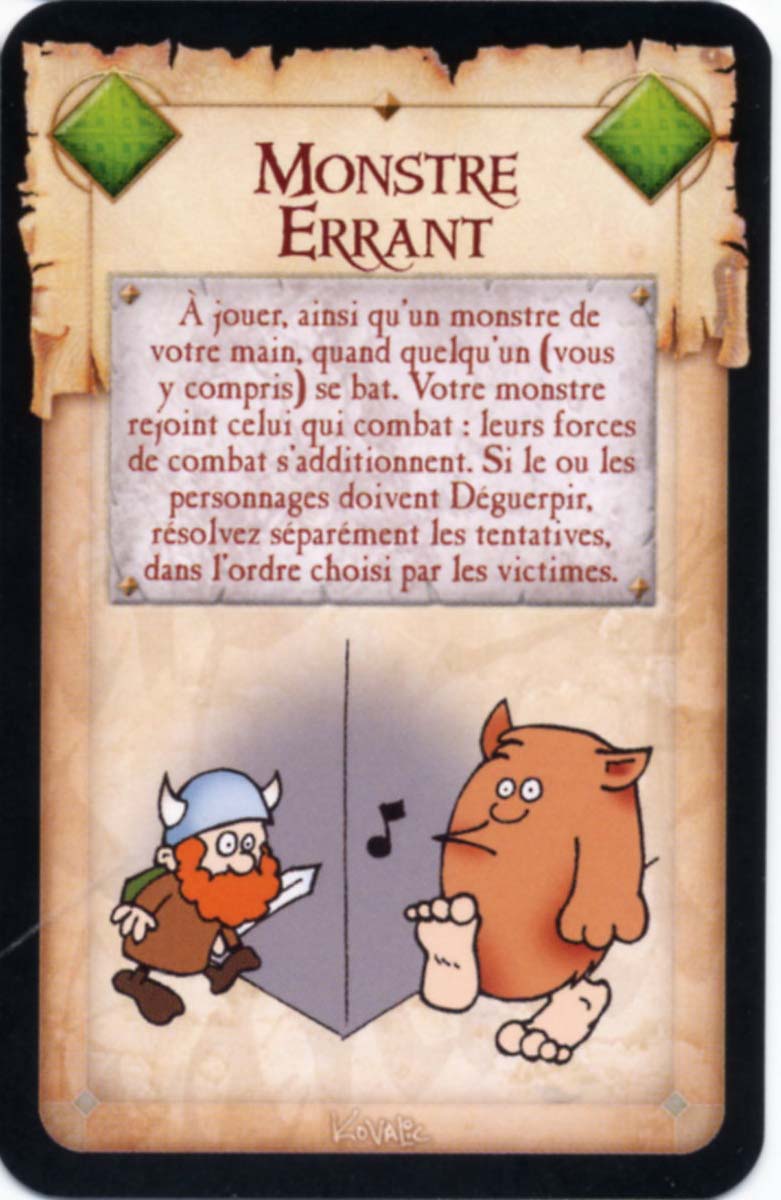 MONSTRE
ERRANT
À jouer, ainsi qu'un monstre de
votre main, quand quelqu'un (vous
y compris) se bat. Votre monstre
rejoint celui qui combat : leurs forces
de combat s'additionnent. Si le ou les
personnages doivent Déguerpir,
résolvez séparément les tentatives,
dans l'ordre choisi par les victimes.
KOVALIC